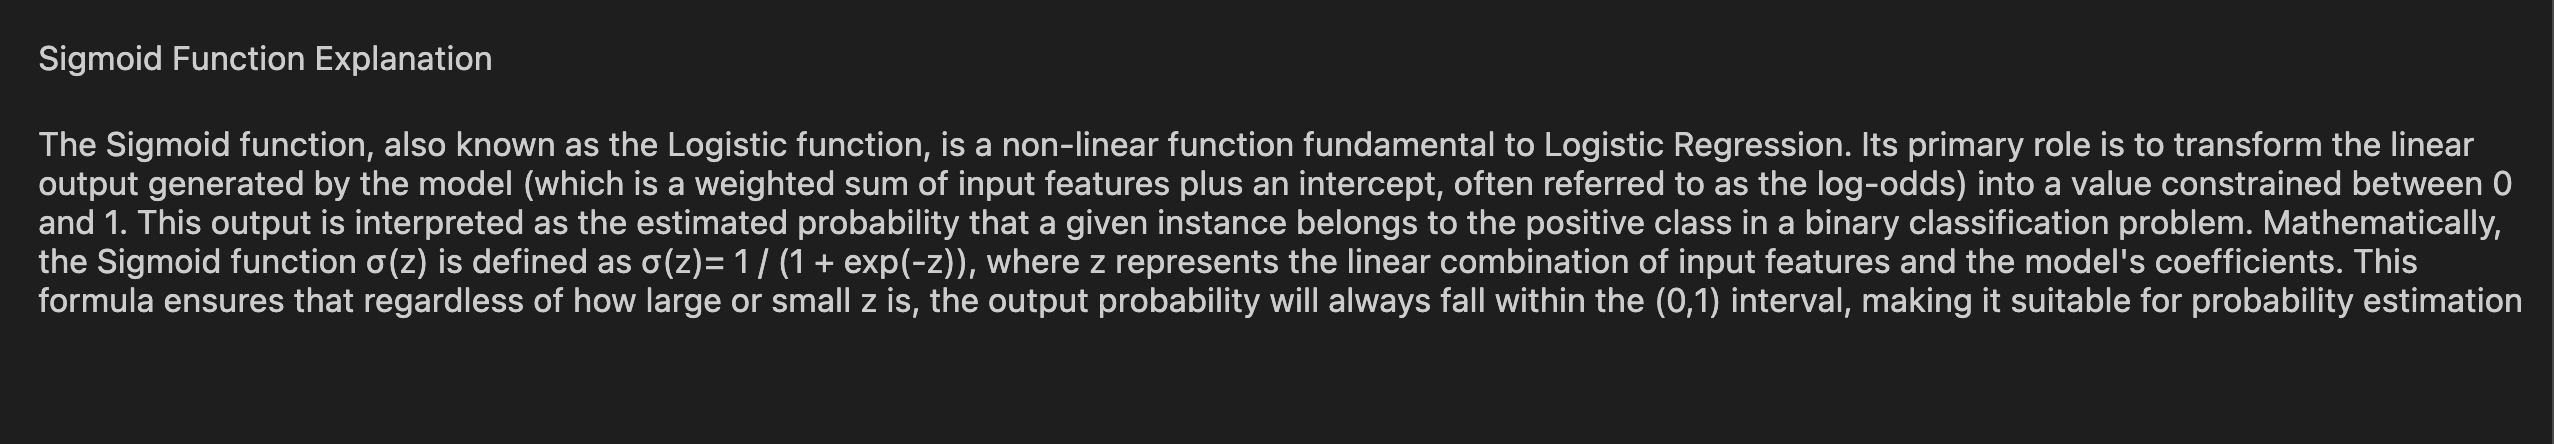 Sigmoid Function Explanation
The Sigmoid function, also known as the Logistic function, is a non-linear function fundamental to Logistic Regression. Its primary role is to transform the linear
output generated by the model (which is a weighted sum of input features plus an intercept, often referred to as the log-odds) into a value constrained between 0
and 1. This output is interpreted as the estimated probability that a given instance belongs to the positive class in a binary classification problem. Mathematically,
the Sigmoid function σ(z) is defined as σ(z)= 1 / (1 + exp(-z)), where z represents the linear combination of input features and the model's coefficients. This
formula ensures that regardless of how large or small z is, the output probability will always fall within the (0,1) interval, making it suitable for probability estimation